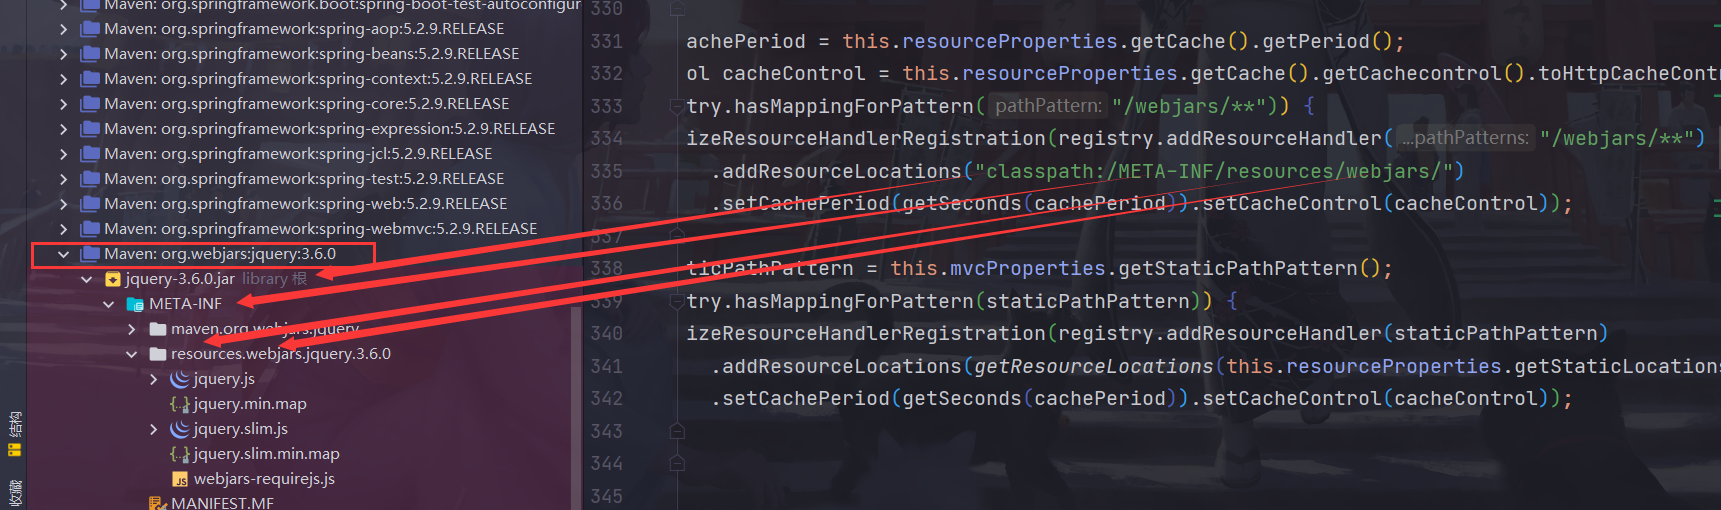 Maven: org.springframework.boot:spring-boot-test-autoconfigur
Maven: org.springframework:spring-aop:5.2.9.RELEASE
Maven: org.springframework:spring-beans:5.2.9.RELEASE
Maven: org.springframework:spring-context:5.2.9.RELEASE
Maven: org.springframework:spring-core:5.2.9.RELEASE
Maven: org.springframework:spring-expression:5.2.9.RELEASE
Maven: org.springframework:spring-jcl:5.2.9.RELEASE
Maven: org.springframework:spring-test:5.2.9.RELEASE
Maven: org.springframework:spring-web:5.2.9.RELEASE
Maven: org.springframework:spring-webmvc:5.2.9.RELEASE
Maven: org.webjars:jquery:3.6.0
jquery-3.6.0.jar library 根
META-INF
maven.org.webjars.jquery
resources.webjars.jquery.3.6.0
jquery.js
jquery.min.map
jquery.slim.js
jquery.slim.min.map
webjars-requirejs.js
MANIFEST.MF
结构
收藏
330
331 achePeriod = this.resourceProperties.getCache().getPeriod();
332 ol cacheControl = this.resourceProperties.getCache().getCachecontrol().toHttpCacheContr
333 try.hasMappingForPattern( pathPattern: "/webjars/**")) {
334 izeResourceHandlerRegistration(registry.addResourceHandler( ...pathPatterns: "/webjars/**")
335 .addResourceLocations("classpath:/META-INF/resources/webjars/")
336 .setCachePeriod(getSeconds(cachePeriod)).setCacheControl(cacheControl));
337
338 ticPathPattern = this.mvcProperties.getStaticPathPattern();
339 try.hasMappingForPattern(staticPathPattern)) {
340 izeResourceHandlerRegistration(registry.addResourceHandler(staticPathPattern)
341 .addResourceLocations(getResourceLocations(this.resourceProperties.getStaticLocations
342 .setCachePeriod(getSeconds(cachePeriod)).setCacheControl(cacheControl));
343
344
345